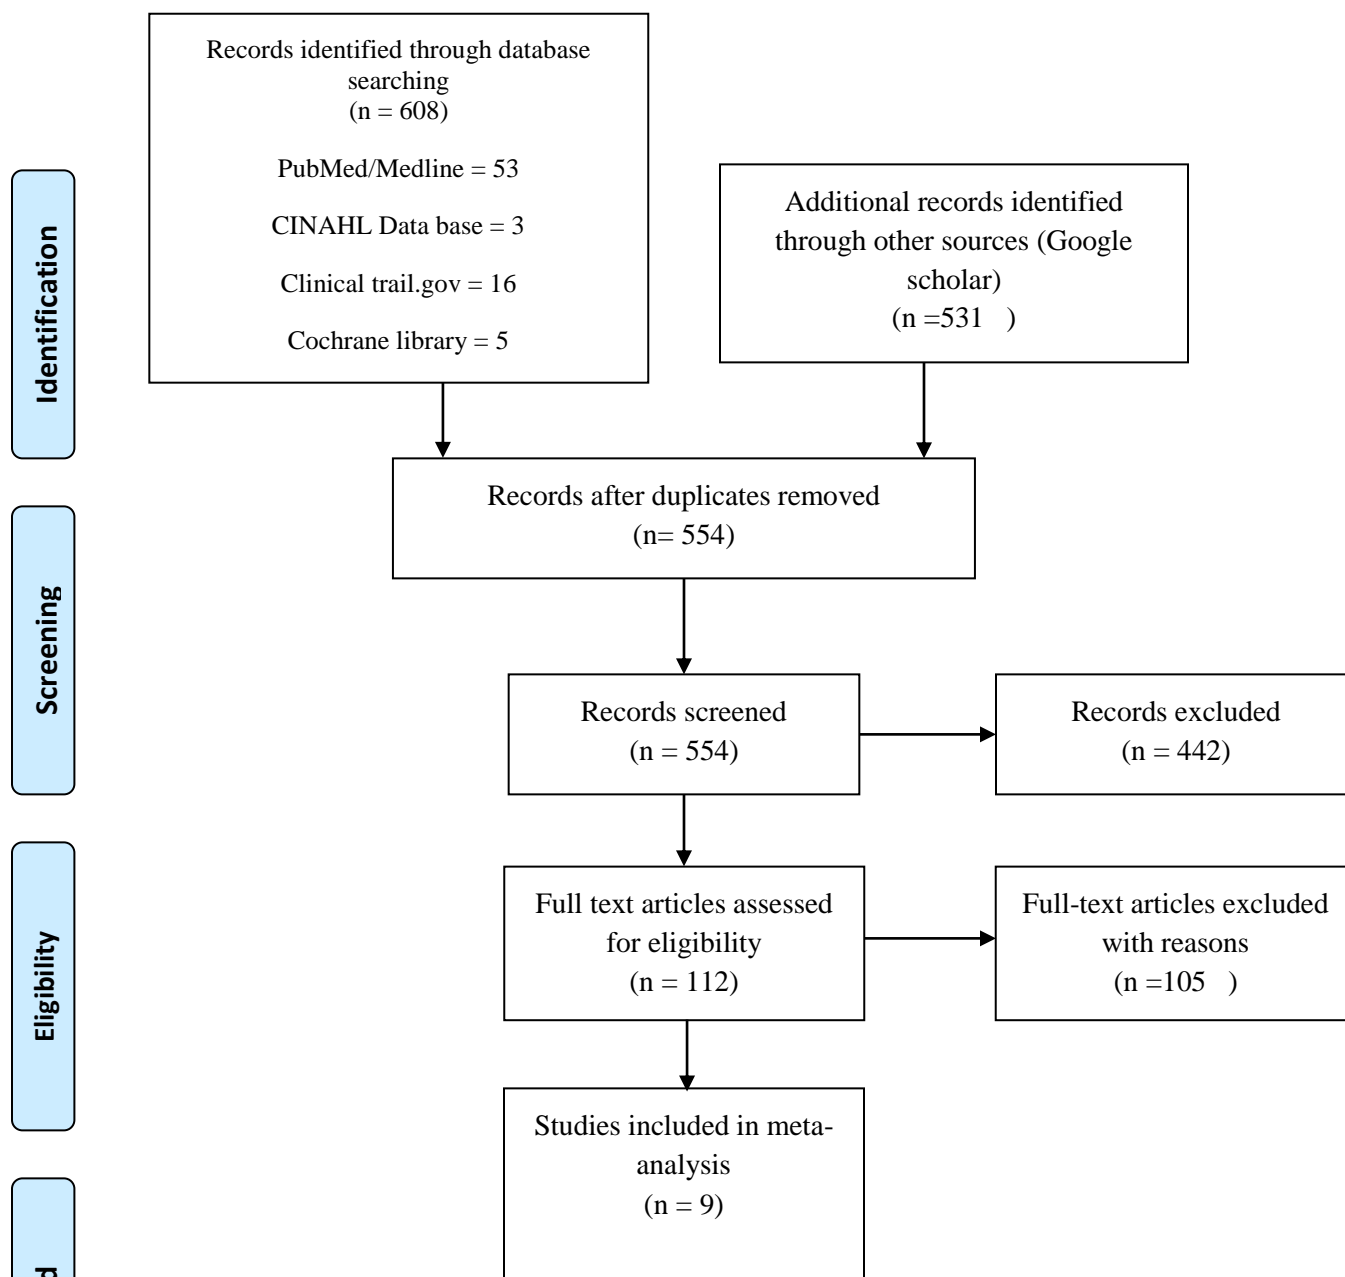 Records identified through database
searching
(n = 608)
PubMed/Medline = 53
CINAHL Data base = 3
Clinical trail.gov = 16
Cochrane library = 5
Additional records identified
through other sources (Google
scholar)
(n =531 )
Identification
Records after duplicates removed
(n= 554)
Screening
Records screened
(n = 554)
Records excluded
(n = 442)
Eligibility
Full text articles assessed
for eligibility
(n = 112)
Full-text articles excluded
with reasons
(n =105 )
Studies included in meta-
analysis
(n = 9)